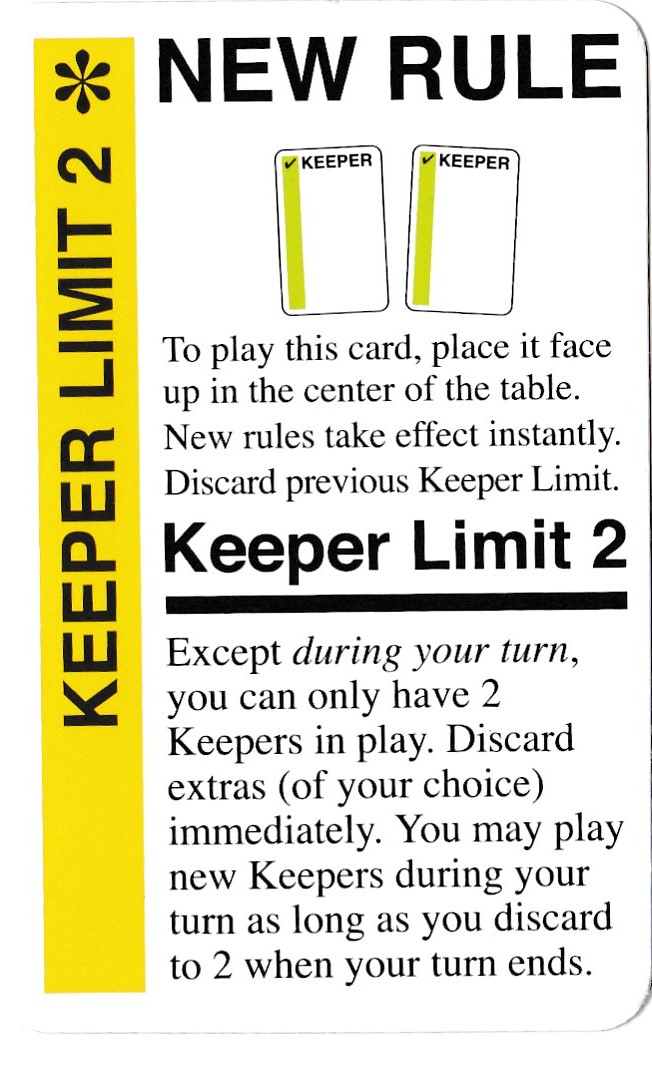 KEEPER LIMIT 2 *
NEW RULE
✓ KEEPER
✓ KEEPER
To play this card, place it face
up in the center of the table.
New rules take effect instantly.
Discard previous Keeper Limit.
Keeper Limit 2
Except during your turn,
you can only have 2
Keepers in play. Discard
extras (of your choice)
immediately. You may play
new Keepers during your
turn as long as you discard
to 2 when your turn ends.